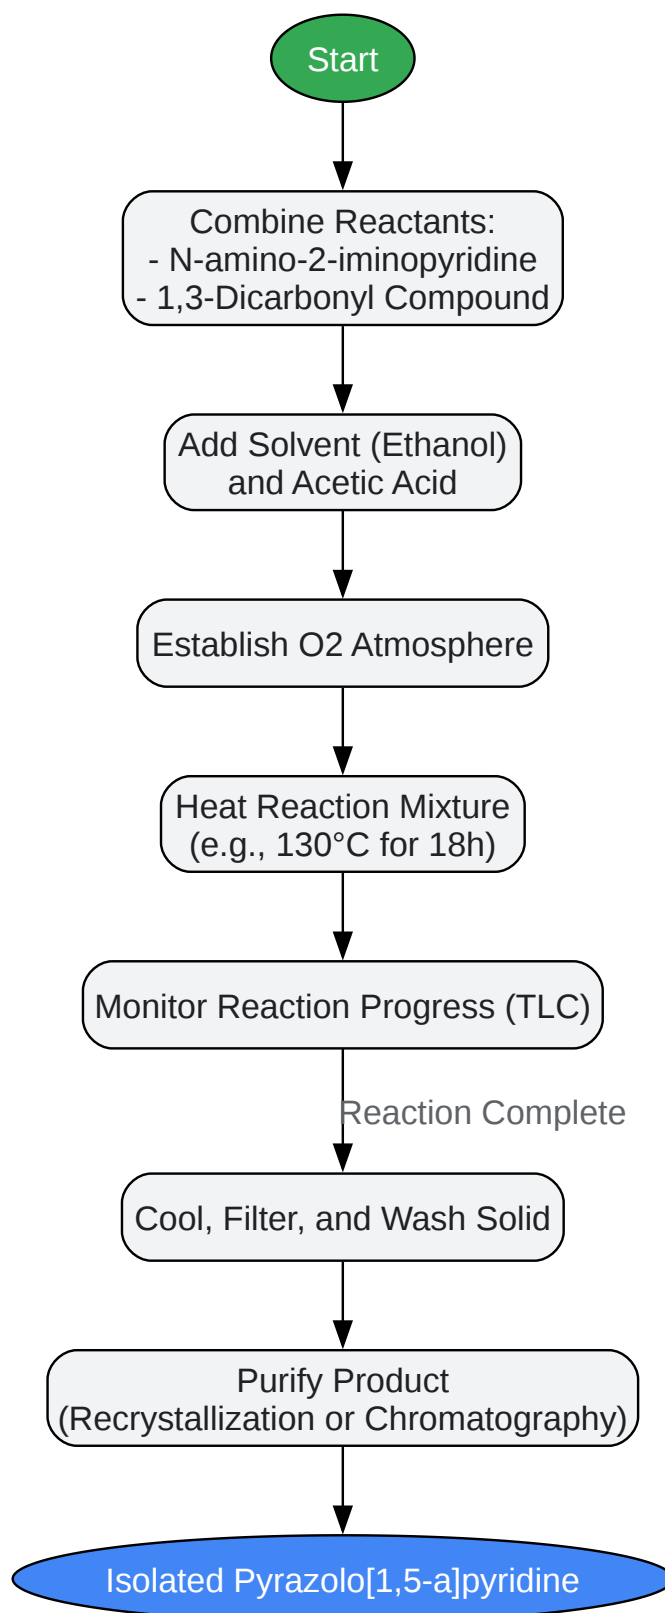 Start
Combine Reactants:
- N-amino-2-iminopyridine
- 1,3-Dicarbonyl Compound
Add Solvent (Ethanol)
and Acetic Acid
Establish O2 Atmosphere
Heat Reaction Mixture
(e.g., 130°C for 18h)
Monitor Reaction Progress (TLC)
Reaction Complete
Cool, Filter, and Wash Solid
Purify Product
(Recrystallization or Chromatography)
Isolated Pyrazolo[1,5-a]pyridine